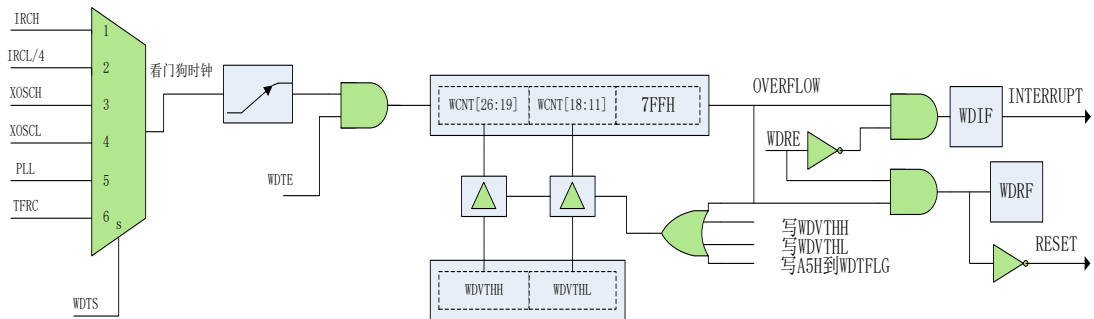 IRCH
1
IRCL/4
2
看门狗时钟
XOSCH
3
XOSCL
4
PLL
5
TFRC
6
s
WDTS
WDTE
WCNT[26:19]
WCNT[18:11]
7FFH
OVERFLOW
WDRE
WDIF
INTERRUPT
WDRF
RESET
写WDVTHH
写WDVTHL
写A5H到WDTFLG
WDVTHH
WDVTHL